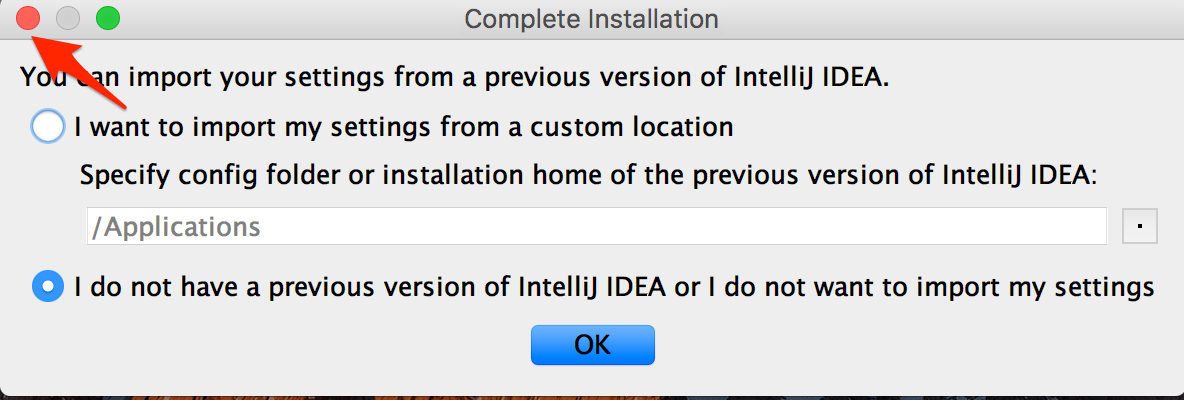 Complete Installation
You can import your settings from a previous version of IntelliJ IDEA.
I want to import my settings from a custom location
Specify config folder or installation home of the previous version of IntelliJ IDEA:
/Applications
I do not have a previous version of IntelliJ IDEA or I do not want to import my settings
OK